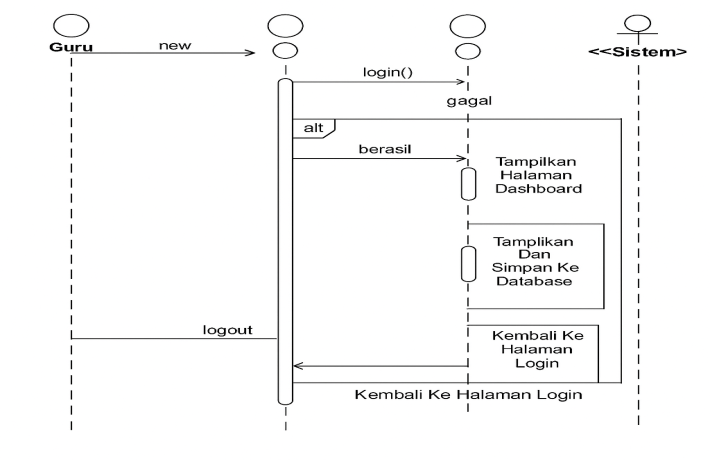 Guru
new
<<Sistem>
login()
gagal
alt
berasil
Tampilkan
Halaman
Dashboard
Tamplikan
Dan
Simpan Ke
Database
logout
Kembali Ke
Halaman
Login
Kembali Ke Halaman Login